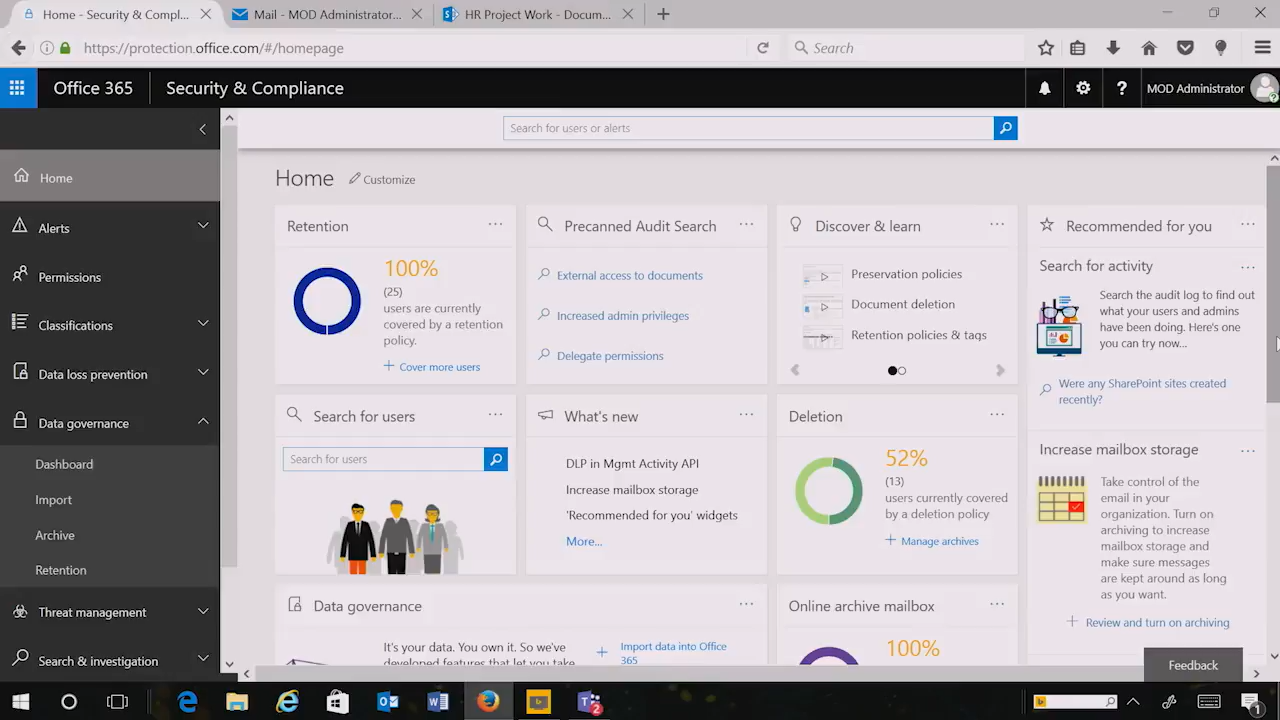 Home - Security & Compl...
Mail - MOD Administrator...
HR Project Work - Docum...
https://protection.office.com/#/homepage
Search
Office 365
Security & Compliance
MOD Administrator
Search for users or alerts
Home
Alerts
Permissions
Classifications
Data loss prevention
Data governance
Dashboard
Import
Archive
Retention
Threat management
Search & investigation
Home
Customize
Retention
100%
(25)
users are currently
covered by a retention
policy.
Cover more users
Precanned Audit Search
External access to documents
Increased admin privileges
Delegate permissions
Discover & learn
Preservation policies
Document deletion
Retention policies & tags
Recommended for you
Search for activity
Search the audit log to find out
what your users and admins
have been doing. Here's one
you can try now...
Were any SharePoint sites created
recently?
Search for users
Search for users
What's new
DLP in Mgmt Activity API
Increase mailbox storage
'Recommended for you' widgets
More...
Deletion
52%
(13)
users currently covered
by a deletion policy
Manage archives
Increase mailbox storage
Take control of the
email in your
organization. Turn on
archiving to increase
mailbox storage and
make sure messages
are kept around as long
as you want.
Review and turn on archiving
Data governance
It's your data. You own it. So we've
developed features that let you take
Import data into Office
365
Online archive mailbox
100%
Feedback
2
1